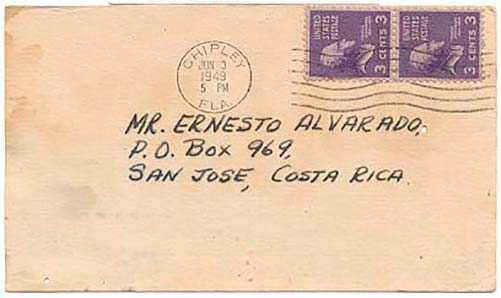 UNITED STATES POSTAGE
3 CENTS 3
UNITED STATES POSTAGE
3 CENTS 3
CHIPLEY
JUN 3
1949
5 PM
FLA.
MR. ERNESTO ALVARADO,
P.O. BOX 969,
SAN JOSE, COSTA RICA.